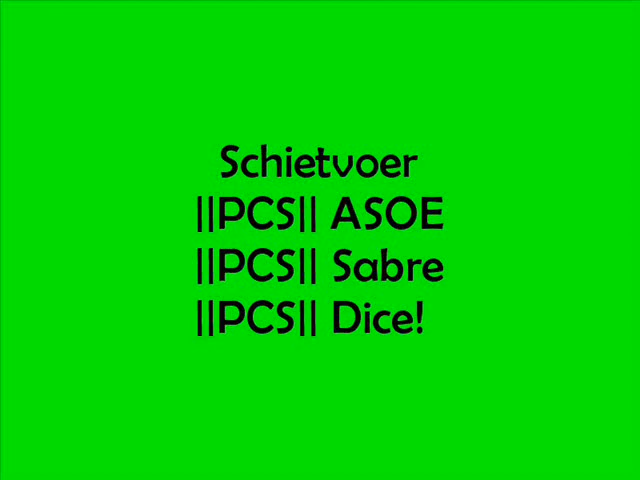 Schietvoer
||PCS|| ASOE
||PCS|| Sabre
||PCS|| Dice!